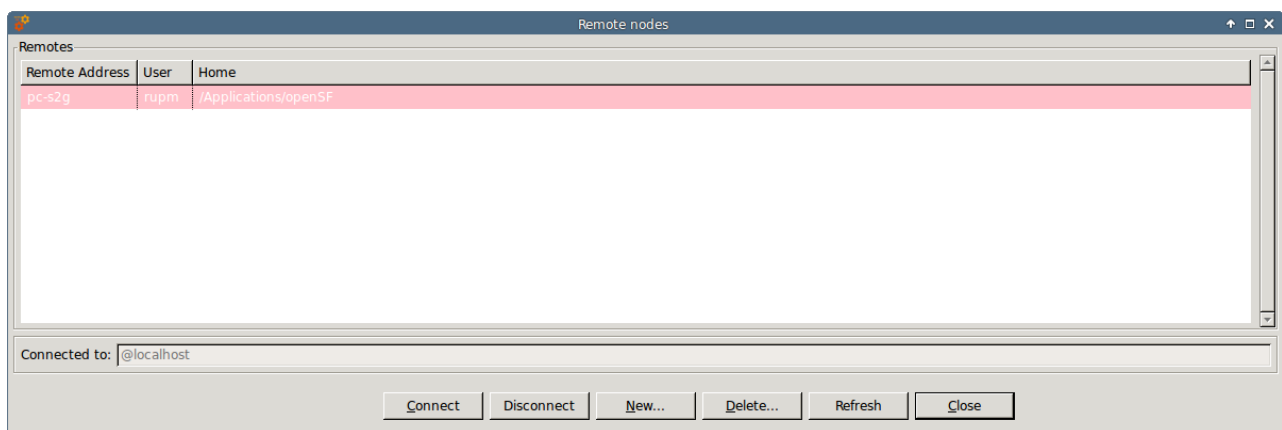 Remote nodes
Remotes
Remote Address User Home
pc-s2g rupm /Applications/openSF
Connected to: @localhost
Connect Disconnect New... Delete... Refresh Close